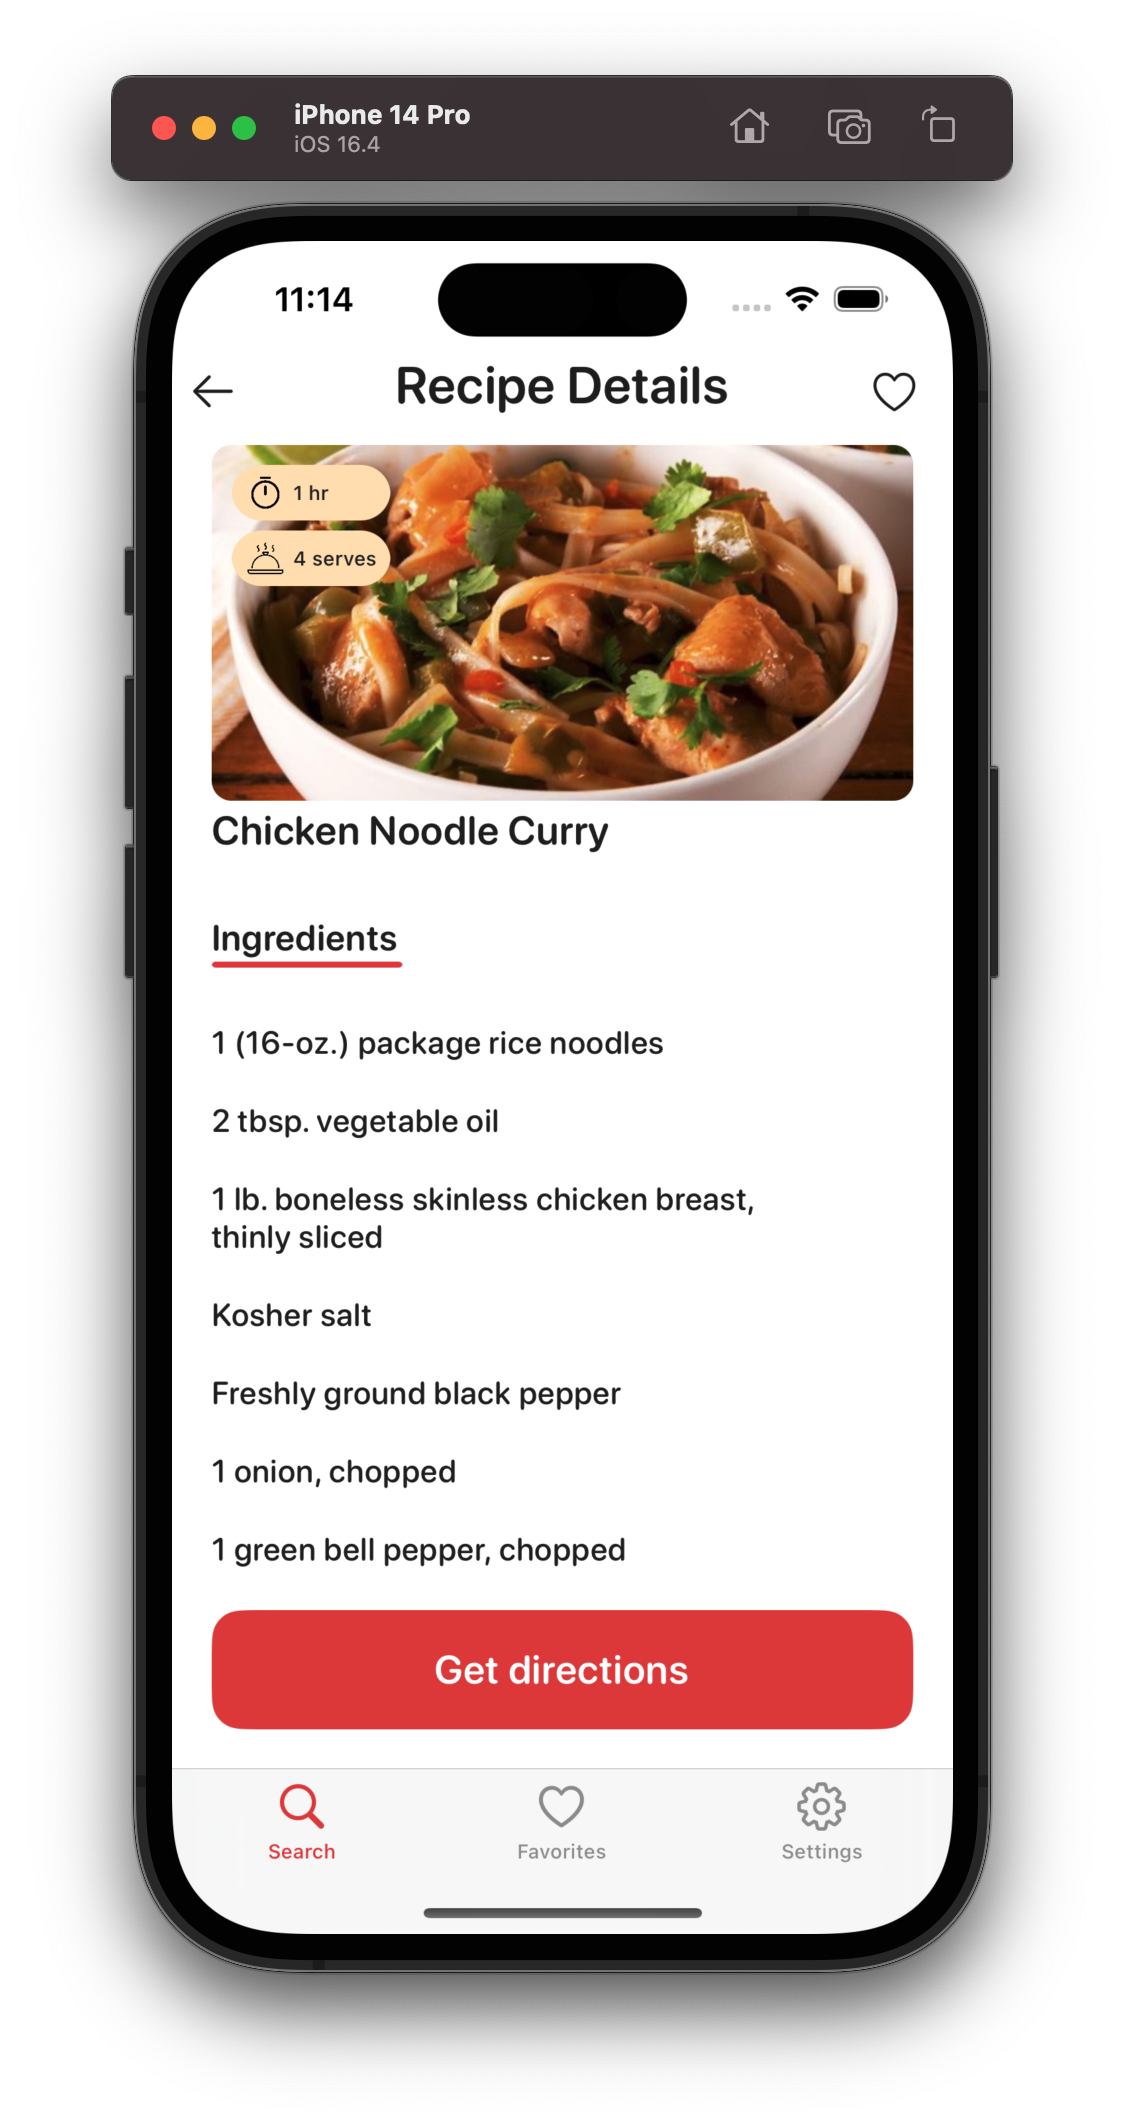 iPhone 14 Pro
iOS 16.4
11:14
Recipe Details
1 hr
4 serves
Chicken Noodle Curry
Ingredients
1 (16-oz.) package rice noodles
2 tbsp. vegetable oil
1 lb. boneless skinless chicken breast,
thinly sliced
Kosher salt
Freshly ground black pepper
1 onion, chopped
1 green bell pepper, chopped
Get directions
Search
Favorites
Settings